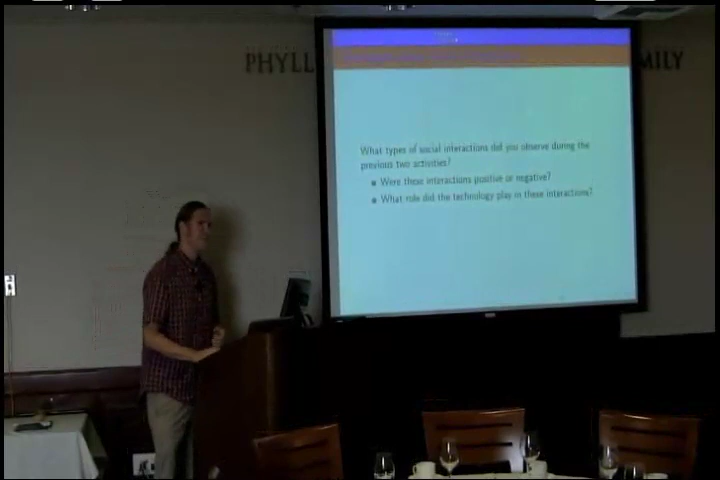 PHYLL
MILY
What types of social interactions did you observe during the
previous two activities?
Were these interactions positive or negative?
What role did the technology play in these interactions?